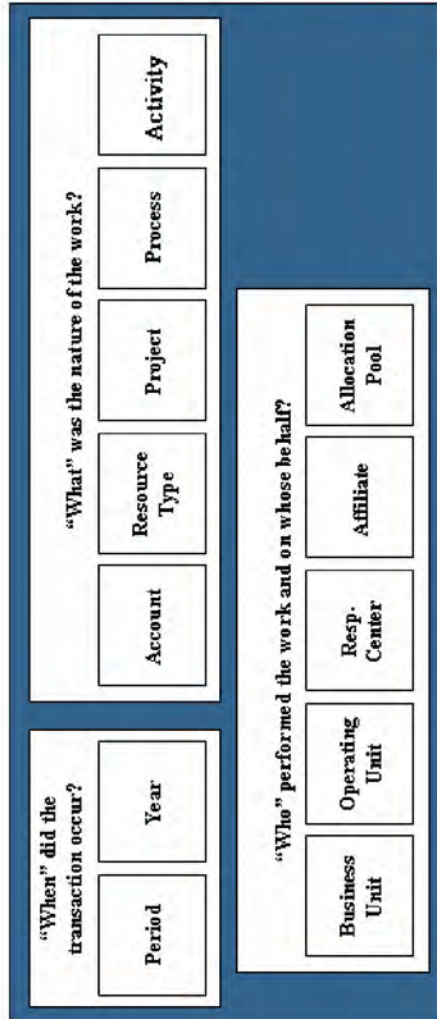 “When” did the
transaction occur?
Period
Year
“What” was the nature of the work?
Account
Resource
Type
Project
Process
Activity
“Who” performed the work and on whose behalf?
Business
Unit
Operating
Unit
Resp.
Center
Affiliate
Allocation
Pool